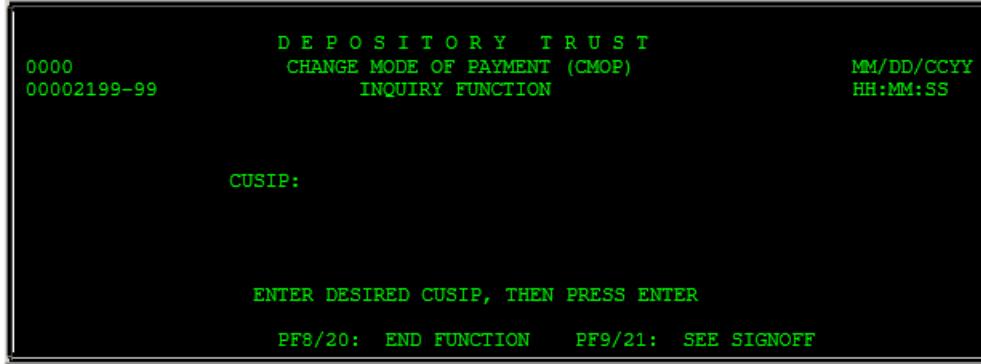 D E P O S I T O R Y T R U S T
0000 CHANGE MODE OF PAYMENT (CMOP) MM/DD/CCYY
00002199-99 INQUIRY FUNCTION HH:MM:SS
CUSIP:
ENTER DESIRED CUSIP, THEN PRESS ENTER
PF8/20: END FUNCTION PF9/21: SEE SIGNOFF